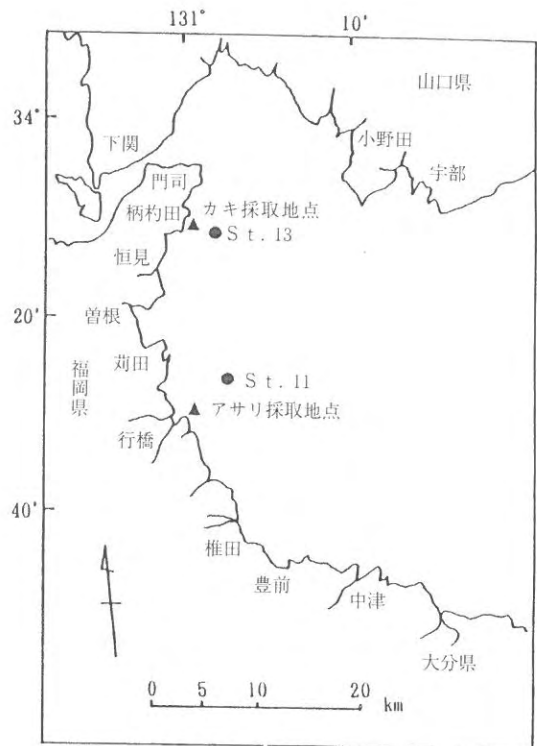 131°
10'
山口県
34°
下関
小野田
宇部
門司
柄杓田
カキ採取地点
St.13
恒見
20'
曽根
福岡県
苅田
St.11
アサリ採取地点
行橋
40'
椎田
豊前
中津
大分県
0 5 10 20
km